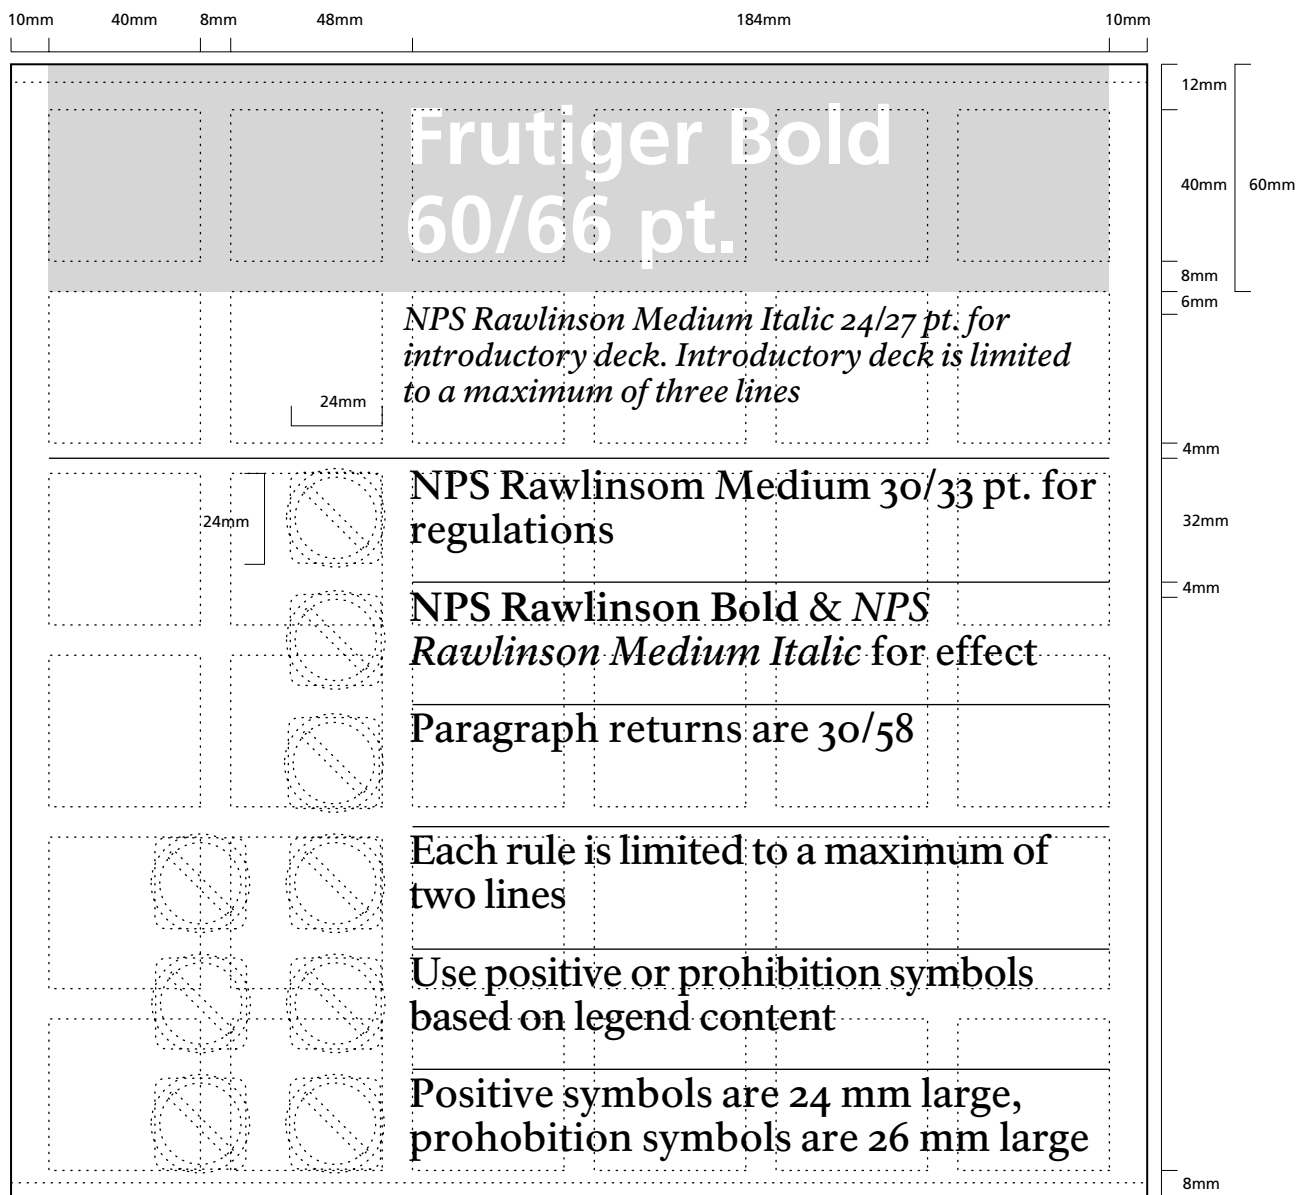 10mm 40mm 8mm 48mm 184mm 10mm
12mm
Frutiger Bold
60/66 pt.
40mm 60mm
8mm
6mm
NPS Rawlinson Medium Italic 24/27 pt. for
introductory deck. Introductory deck is limited
to a maximum of three lines
24mm
4mm
NPS Rawlinsom Medium 30/33 pt. for
regulations
24mm
32mm
4mm
NPS Rawlinson Bold & NPS
Rawlinson Medium Italic for effect
Paragraph returns are 30/58
Each rule is limited to a maximum of
two lines
Use positive or prohibition symbols
based on legend content
Positive symbols are 24 mm large,
prohobition symbols are 26 mm large
8mm